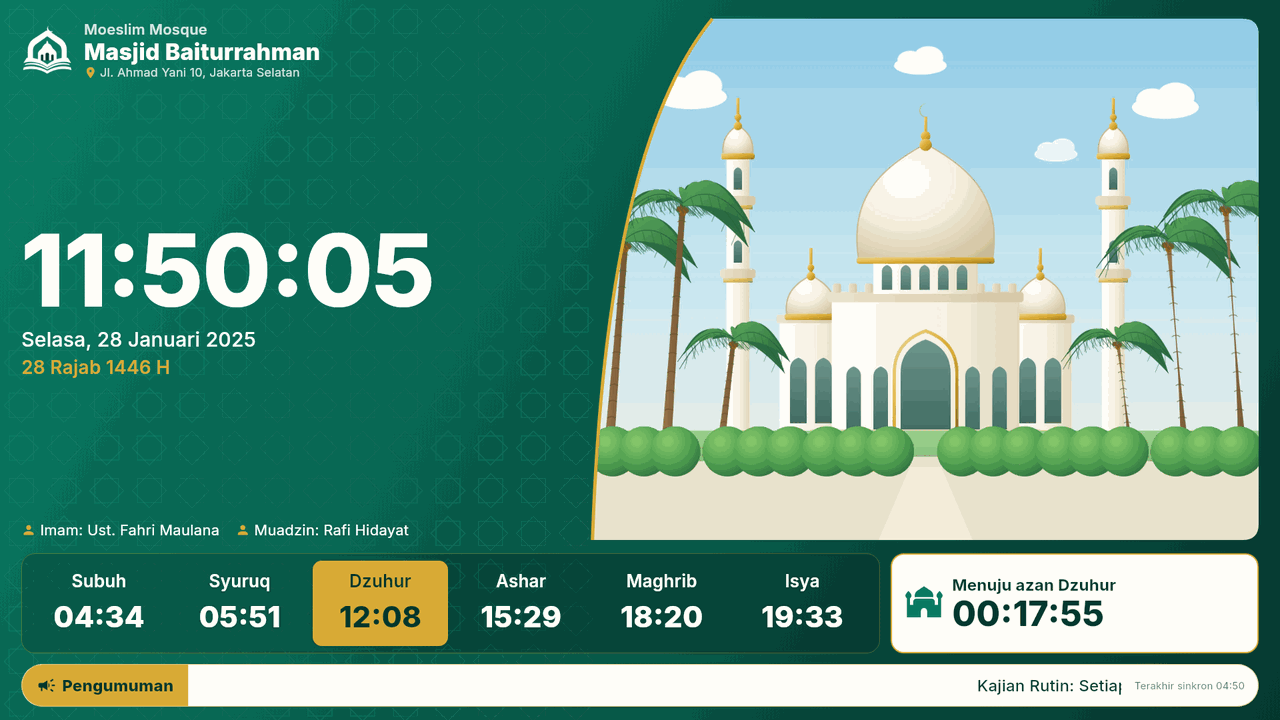 Moeslim Mosque
Masjid Baiturrahman
Jl. Ahmad Yani 10, Jakarta Selatan
11:50:05
Selasa, 28 Januari 2025
28 Rajab 1446 H
Imam: Ust. Fahri Maulana Muadzin: Rafi Hidayat
Subuh Syuruq Dzuhur Ashar Maghrib Isya
04:34 05:51 12:08 15:29 18:20 19:33
Menuju azan Dzuhur
00:17:55
Pengumuman Kajian Rutin: Setiap Terakhir sinkron 04:50